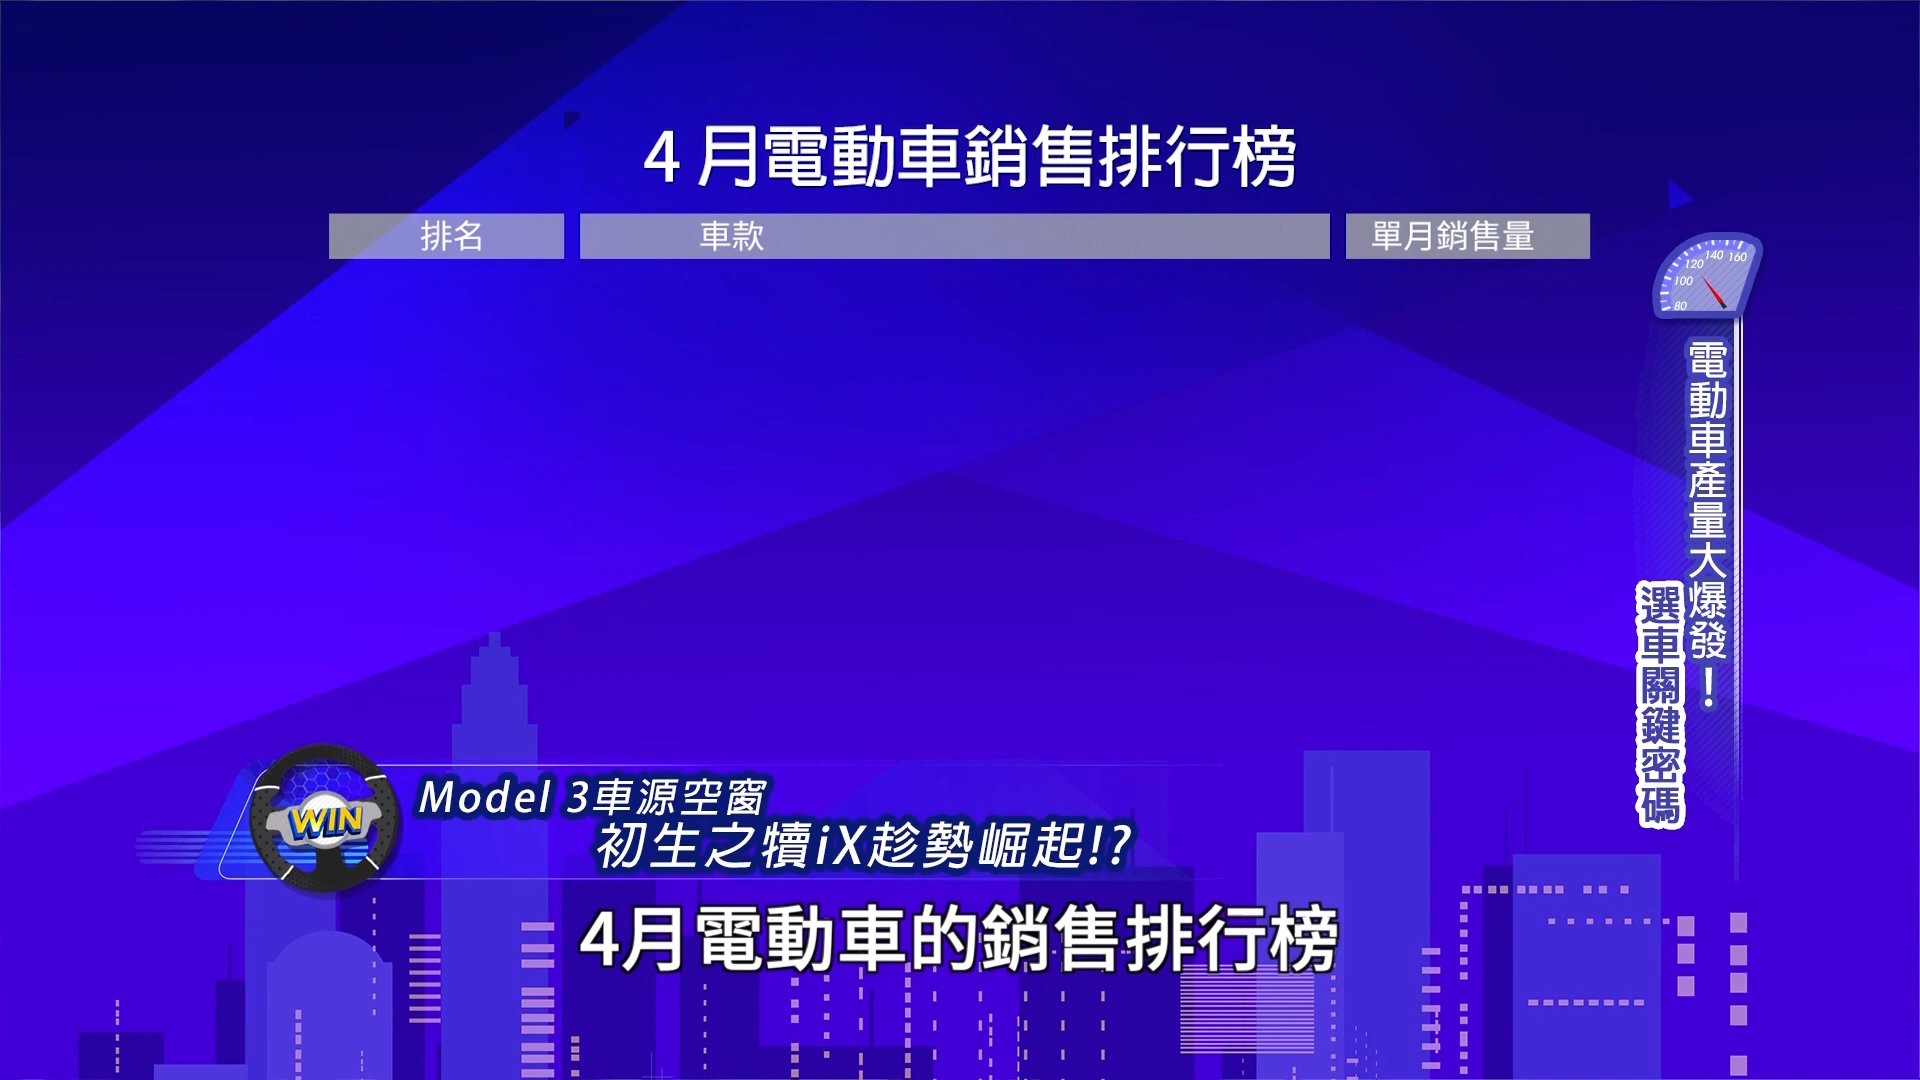 4月電動車銷售排行榜
排名 車款 單月銷售量
80 100 120 140 160
電動車產量大爆發！
選車關鍵密碼
WIN
Model 3車源空窗
初生之犢iX趁勢崛起!?
4月電動車的銷售排行榜